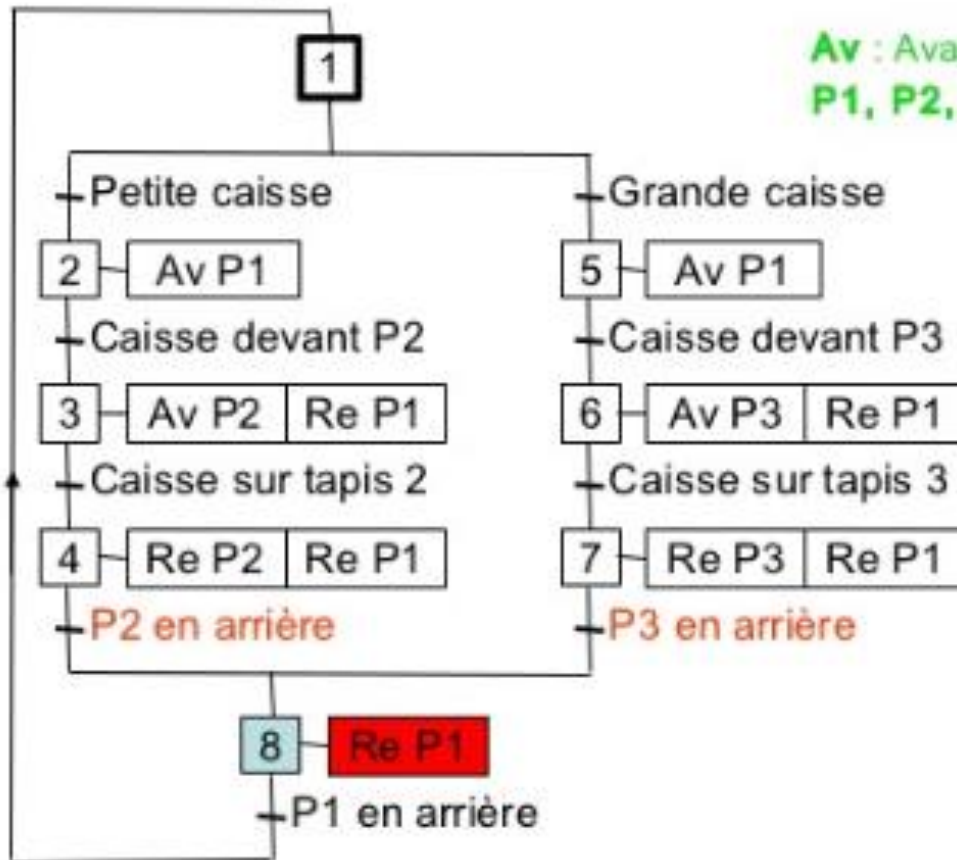 1
Av : Ava
P1, P2,
Petite caisse
Grande caisse
2 Av P1
5 Av P1
Caisse devant P2
Caisse devant P3
3 Av P2 Re P1
6 Av P3 Re P1
Caisse sur tapis 2
Caisse sur tapis 3
4 Re P2 Re P1
7 Re P3 Re P1
P2 en arrière
P3 en arrière
8 Re P1
P1 en arrière